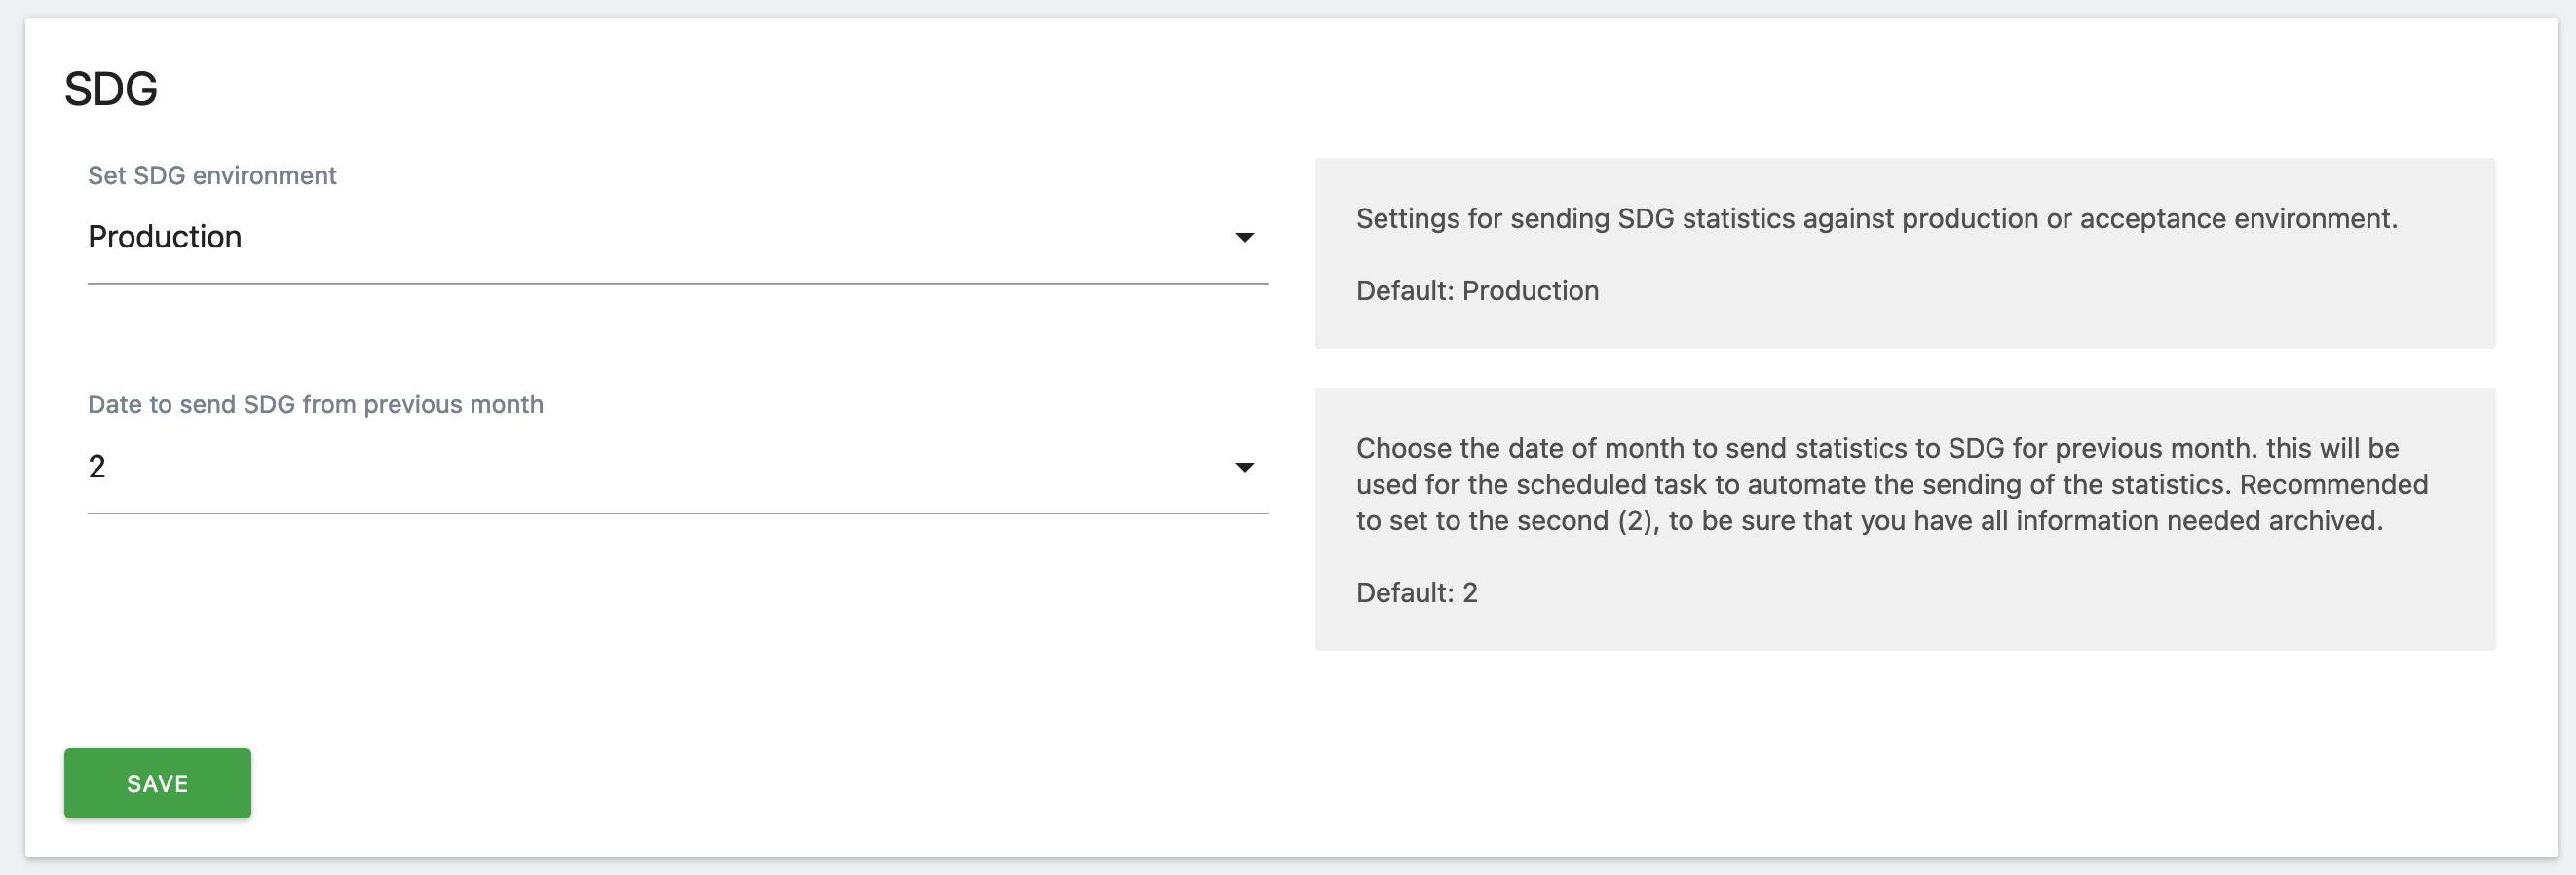 SDG
Set SDG environment
Production
Settings for sending SDG statistics against production or acceptance environment.
Default: Production
Date to send SDG from previous month
2
Choose the date of month to send statistics to SDG for previous month. this will be
used for the scheduled task to automate the sending of the statistics. Recommended
to set to the second (2), to be sure that you have all information needed archived.
Default: 2
SAVE